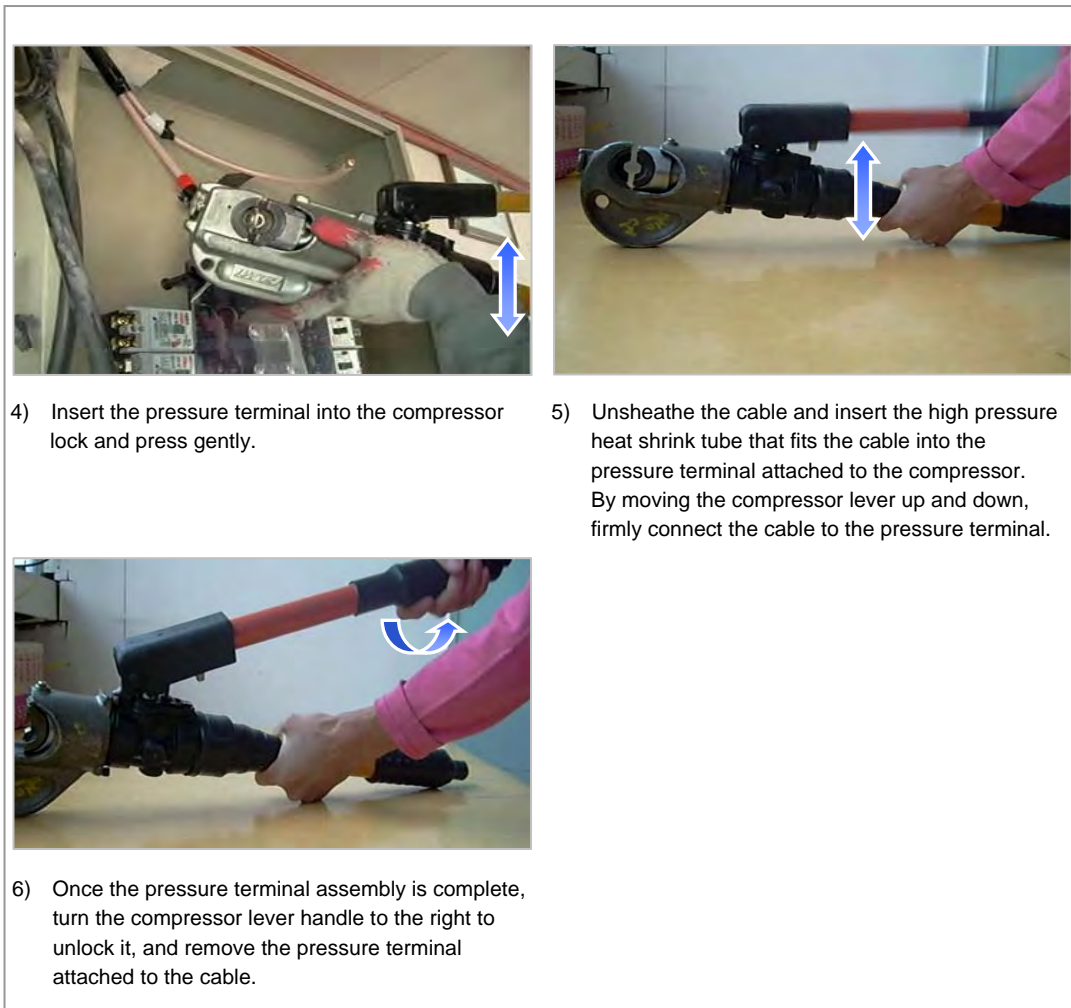 4) Insert the pressure terminal into the compressor
lock and press gently.
5) Unsheathe the cable and insert the high pressure
heat shrink tube that fits the cable into the
pressure terminal attached to the compressor.
By moving the compressor lever up and down,
firmly connect the cable to the pressure terminal.
6) Once the pressure terminal assembly is complete,
turn the compressor lever handle to the right to
unlock it, and remove the pressure terminal
attached to the cable.